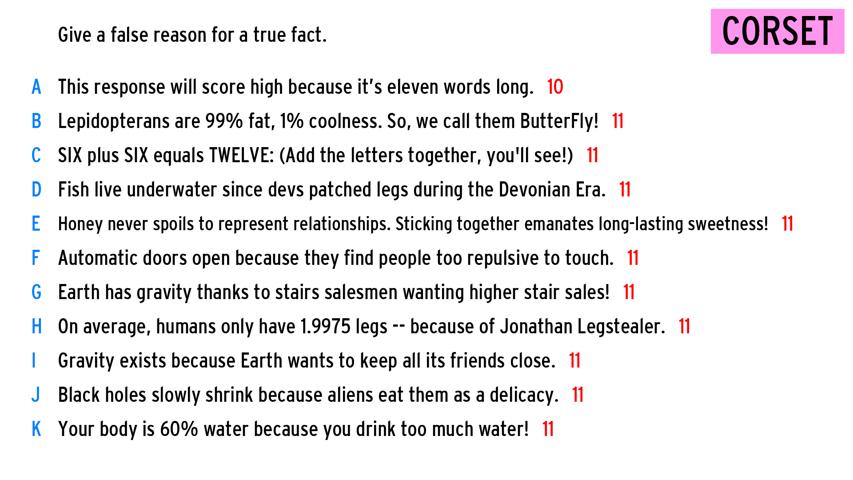 Give a false reason for a true fact.
CORSET
A This response will score high because it's eleven words long. 10
B Lepidopterans are 99% fat, 1% coolness. So, we call them ButterFly! 11
C SIX plus SIX equals TWELVE: (Add the letters together, you'll see!) 11
D Fish live underwater since devs patched legs during the Devonian Era. 11
E Honey never spoils to represent relationships. Sticking together emanates long-lasting sweetness! 11
F Automatic doors open because they find people too repulsive to touch. 11
G Earth has gravity thanks to stairs salesmen wanting higher stair sales! 11
H On average, humans only have 1.9975 legs -- because of Jonathan Legstealer. 11
I Gravity exists because Earth wants to keep all its friends close. 11
J Black holes slowly shrink because aliens eat them as a delicacy. 11
K Your body is 60% water because you drink too much water! 11